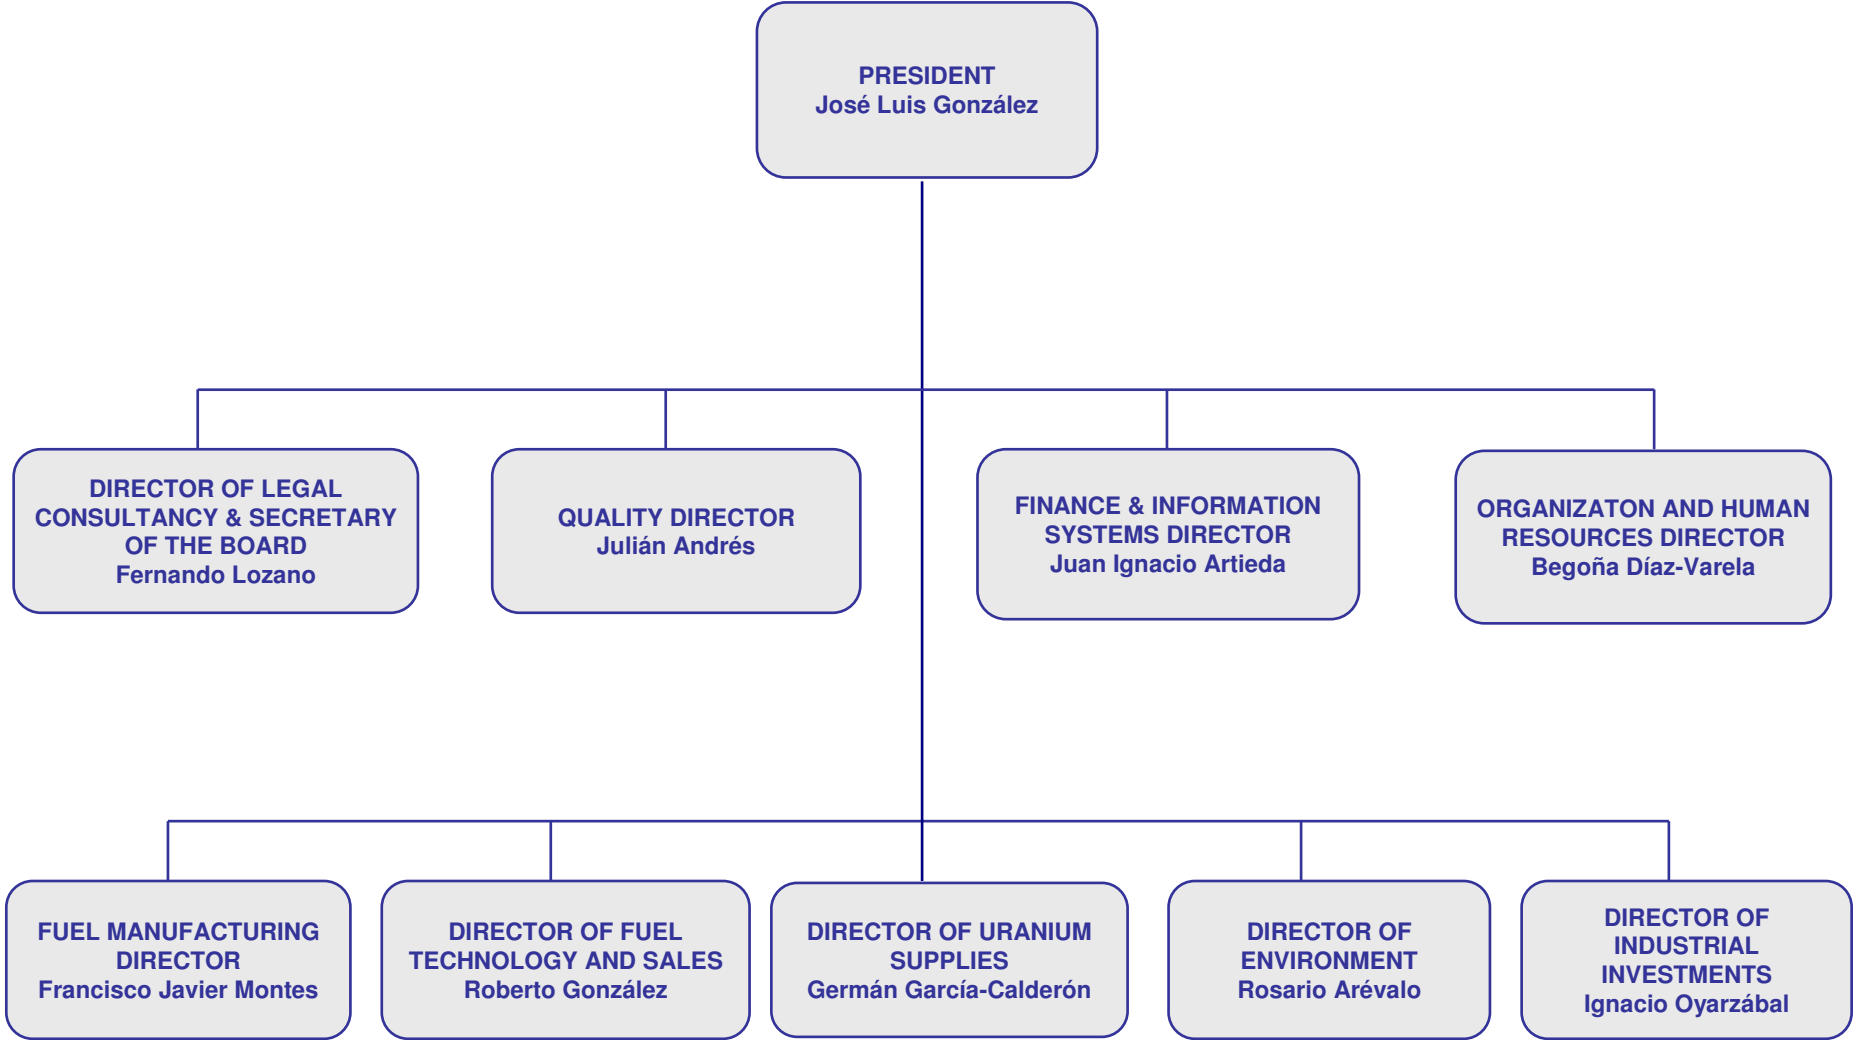 PRESIDENT
José Luis González
DIRECTOR OF LEGAL
CONSULTANCY & SECRETARY
OF THE BOARD
Fernando Lozano
QUALITY DIRECTOR
Julián Andrés
FINANCE & INFORMATION
SYSTEMS DIRECTOR
Juan Ignacio Artieda
ORGANIZATON AND HUMAN
RESOURCES DIRECTOR
Begoña Díaz-Varela
FUEL MANUFACTURING
DIRECTOR
Francisco Javier Montes
DIRECTOR OF FUEL
TECHNOLOGY AND SALES
Roberto González
DIRECTOR OF URANIUM
SUPPLIES
Germán García-Calderón
DIRECTOR OF
ENVIRONMENT
Rosario Arévalo
DIRECTOR OF
INDUSTRIAL
INVESTMENTS
Ignacio Oyarzábal